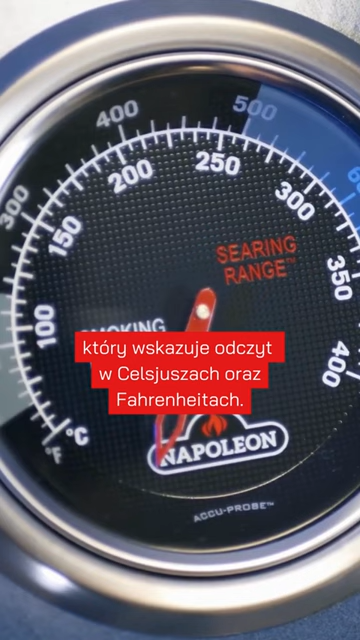 400
500
300
200
250
300
150
SEARING
RANGE™
350
100
SMOKING
400
który wskazuje odczyt
w Celsjuszach oraz
Fahrenheitach.
°C
°F
NAPOLEON
ACCU-PROBE™